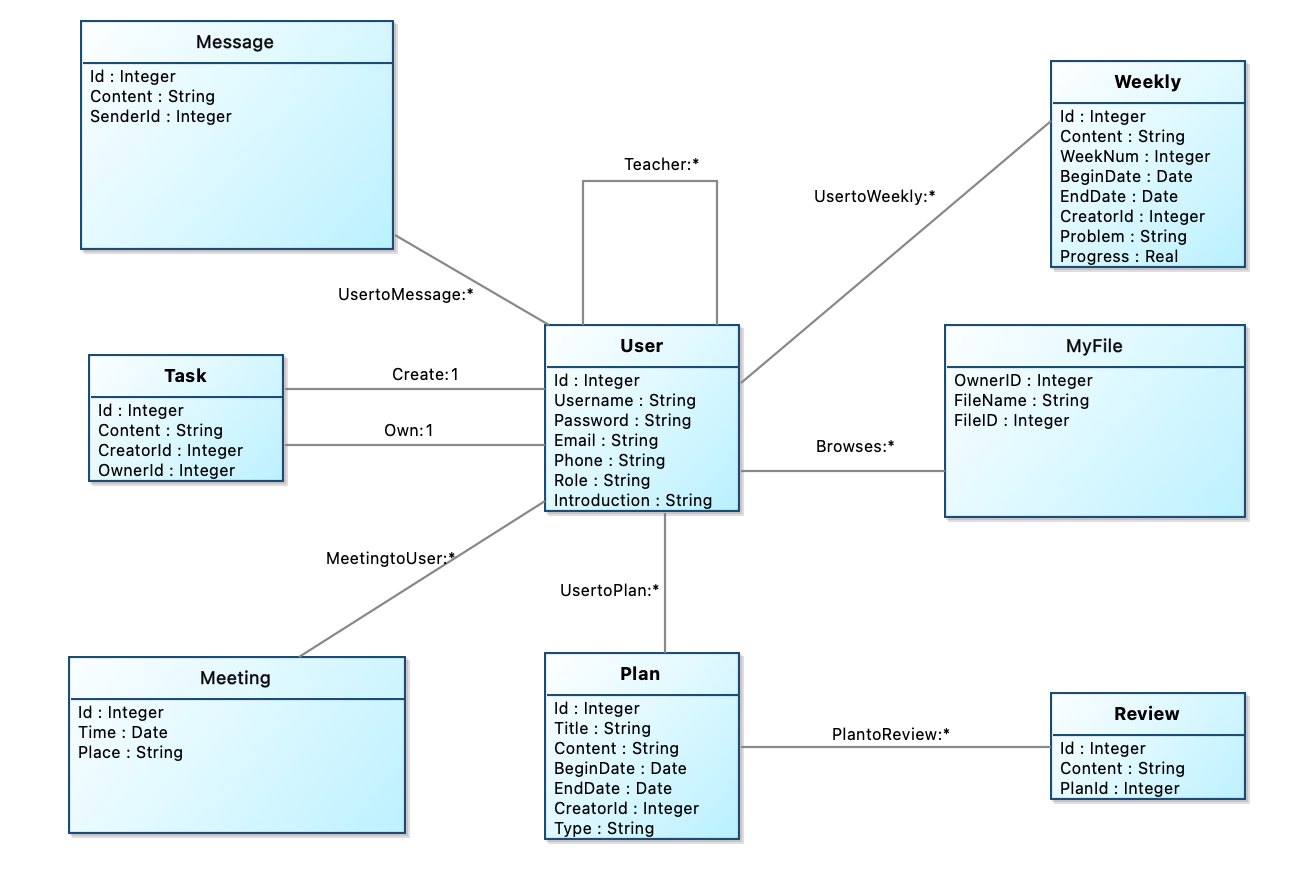 Message
Id : Integer
Content : String
SenderId : Integer
Teacher:*
UsertoWeekly:*
Weekly
Id : Integer
Content : String
WeekNum : Integer
BeginDate : Date
EndDate : Date
CreatorId : Integer
Problem : String
Progress : Real
UsertoMessage:*
Task
Id : Integer
Content : String
CreatorId : Integer
OwnerId : Integer
Create:1
Own:1
User
Id : Integer
Username : String
Password : String
Email : String
Phone : String
Role : String
Introduction : String
Browses:*
MyFile
OwnerID : Integer
FileName : String
FileID : Integer
MeetingtoUser:*
UsertoPlan:*
Meeting
Id : Integer
Time : Date
Place : String
Plan
Id : Integer
Title : String
Content : String
BeginDate : Date
EndDate : Date
CreatorId : Integer
Type : String
PlantoReview:*
Review
Id : Integer
Content : String
PlanId : Integer